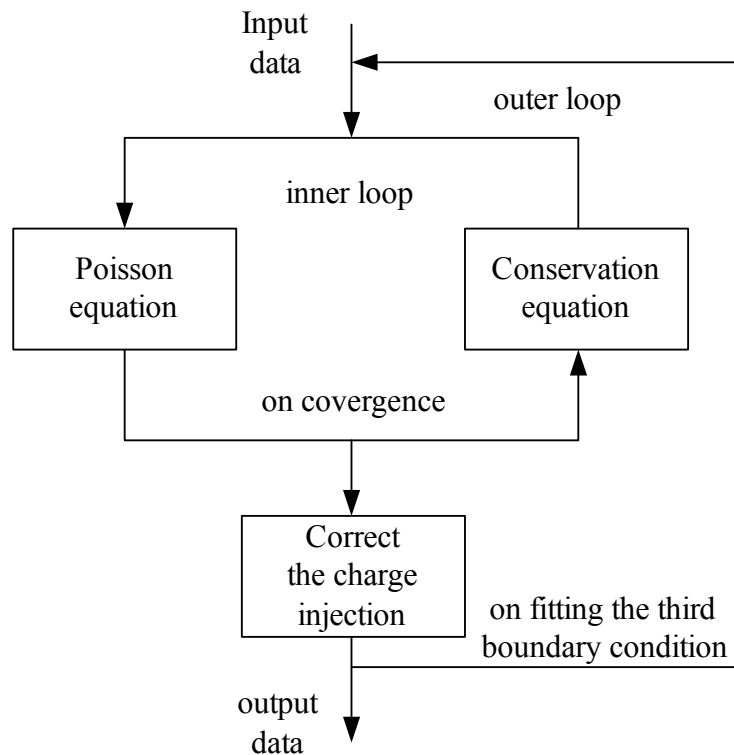 Input
data
outer loop
inner loop
Poisson
equation
Conservation
equation
on covergence
Correct
the charge
injection
on fitting the third
boundary condition
output
data